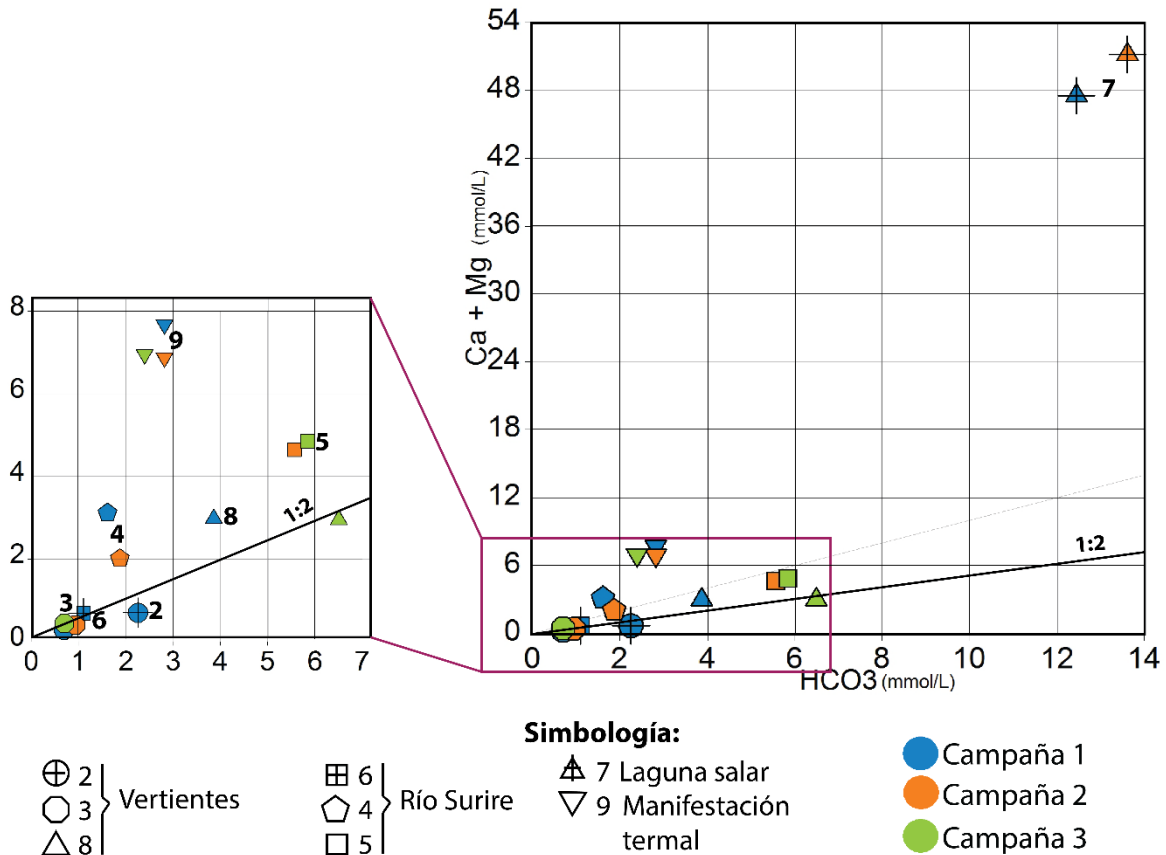 54
48
42
36
30
24
18
12
6
0
Ca + Mg (mmol/L)
7
1:2
0 2 4 6 8 10 12 14
HCO3 (mmol/L)
8
6
4
2
0
9
5
1:2
8
4
3
6
2
0 1 2 3 4 5 6 7
Simbología:
2
3
8
Vertientes
6
4
5
Río Surire
7 Laguna salar
9 Manifestación
termal
Campaña 1
Campaña 2
Campaña 3